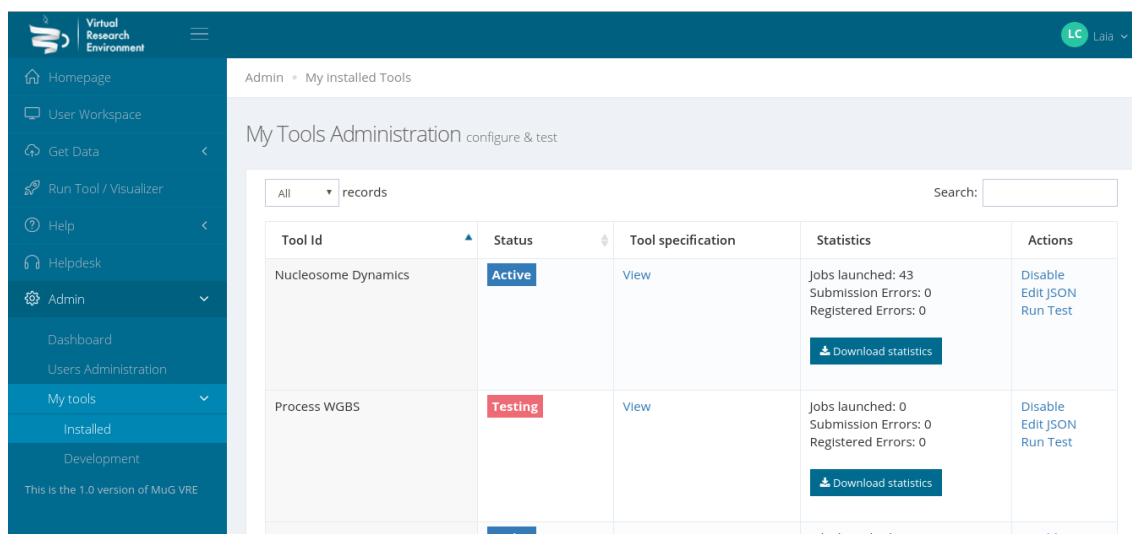 Virtual
Research
Environment
LC Laia
Homepage
Admin • My installed Tools
User Workspace
My Tools Administration configure & test
Get Data
Run Tool / Visualizer
All records
Search:
Help
Tool Id Status Tool specification Statistics Actions
Helpdesk
Nucleosome Dynamics Active View Jobs launched: 43 Disable
Submission Errors: 0 Edit JSON
Registered Errors: 0 Run Test
Download statistics
Admin
Dashboard
Users Administration
My tools
Installed
Development
This is the 1.0 version of MuG VRE
Process WGBS Testing View Jobs launched: 0 Disable
Submission Errors: 0 Edit JSON
Registered Errors: 0 Run Test
Download statistics